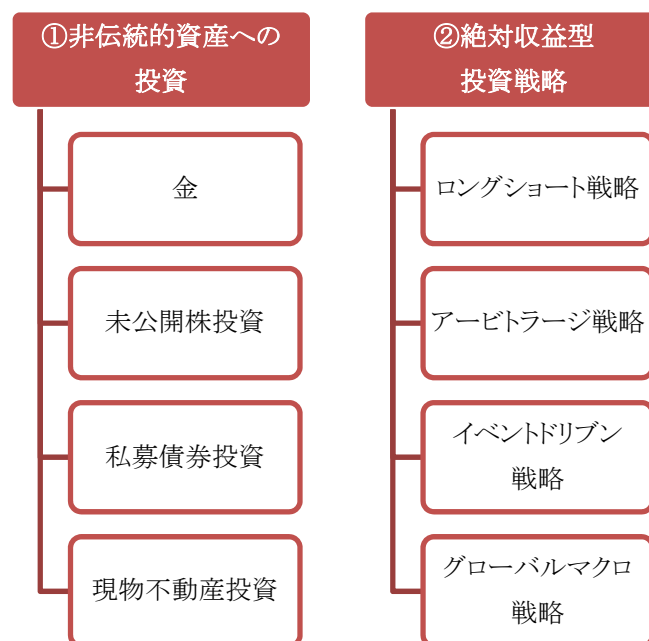 ①非伝統的資産への
投資
金
未公開株投資
私募債券投資
現物不動産投資
②絶対収益型
投資戦略
ロングショート戦略
アービトラージ戦略
イベントドリブン
戦略
グローバルマクロ
戦略